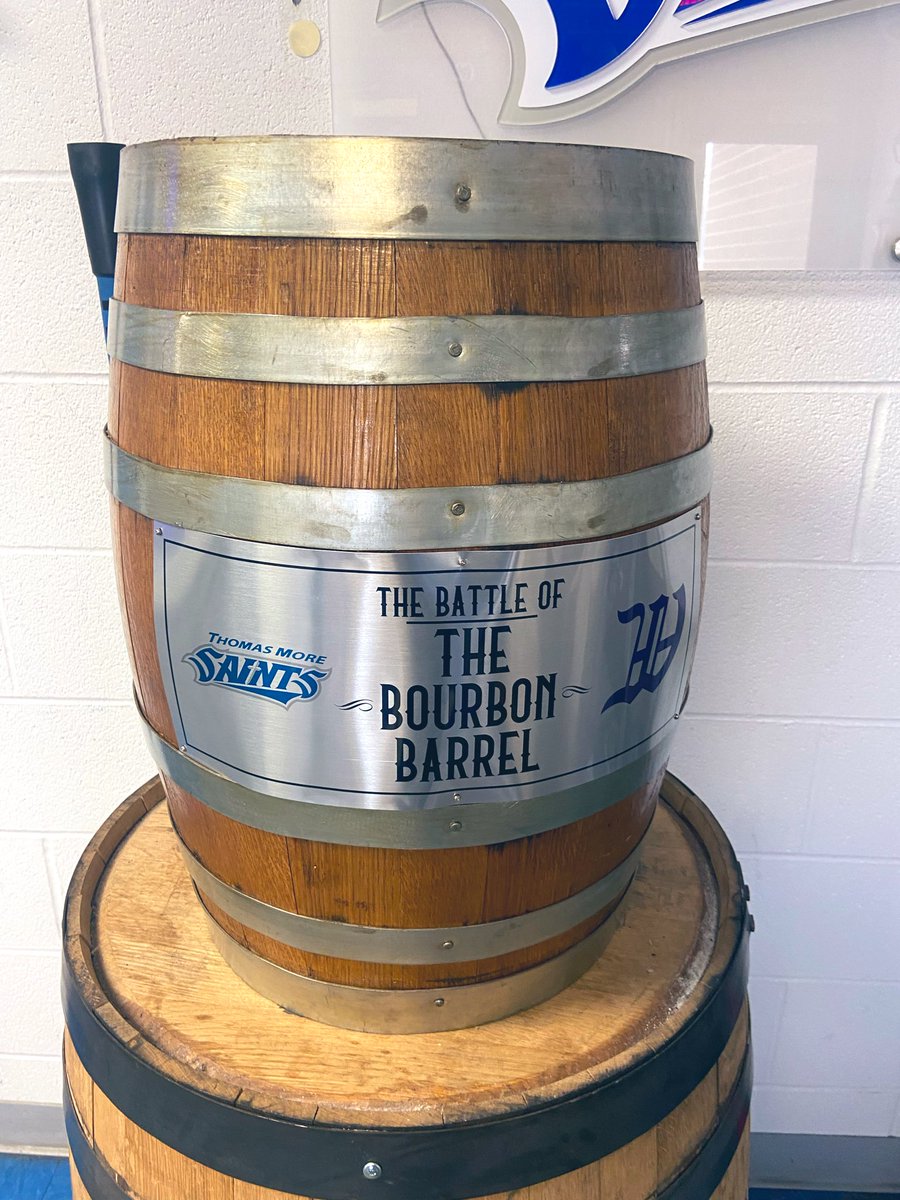 THE BATTLE OF
THE
BOURBON
BARREL
THOMAS MORE
SAINTS
W